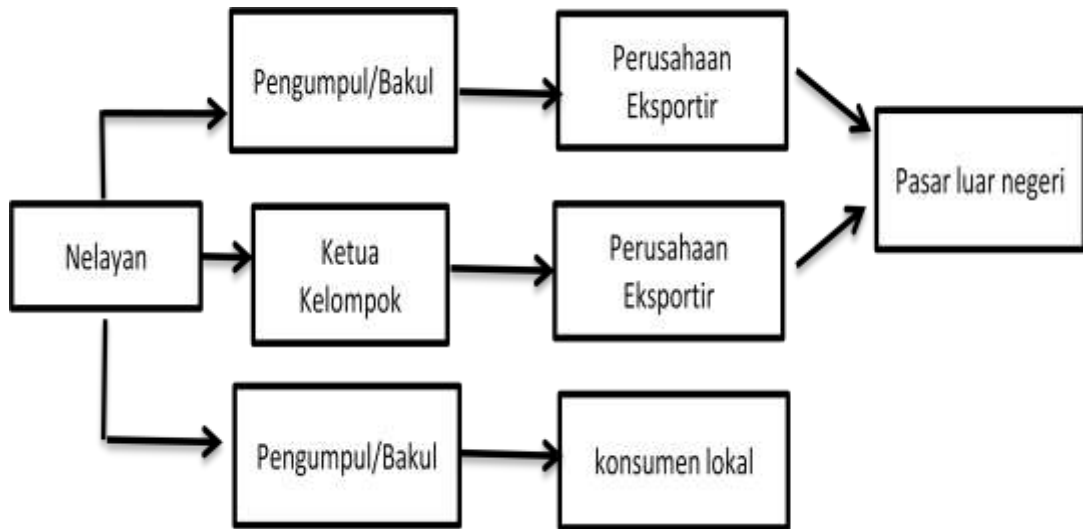 Pengumpul/Bakul
Perusahaan
Eksportir
Pasar luar negeri
Nelayan
Ketua
Kelompok
Perusahaan
Eksportir
Pengumpul/Bakul
konsumen lokal